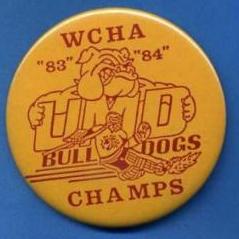 WCHA
"83" "84"
UMD
BULL DOGS
CHAMPS